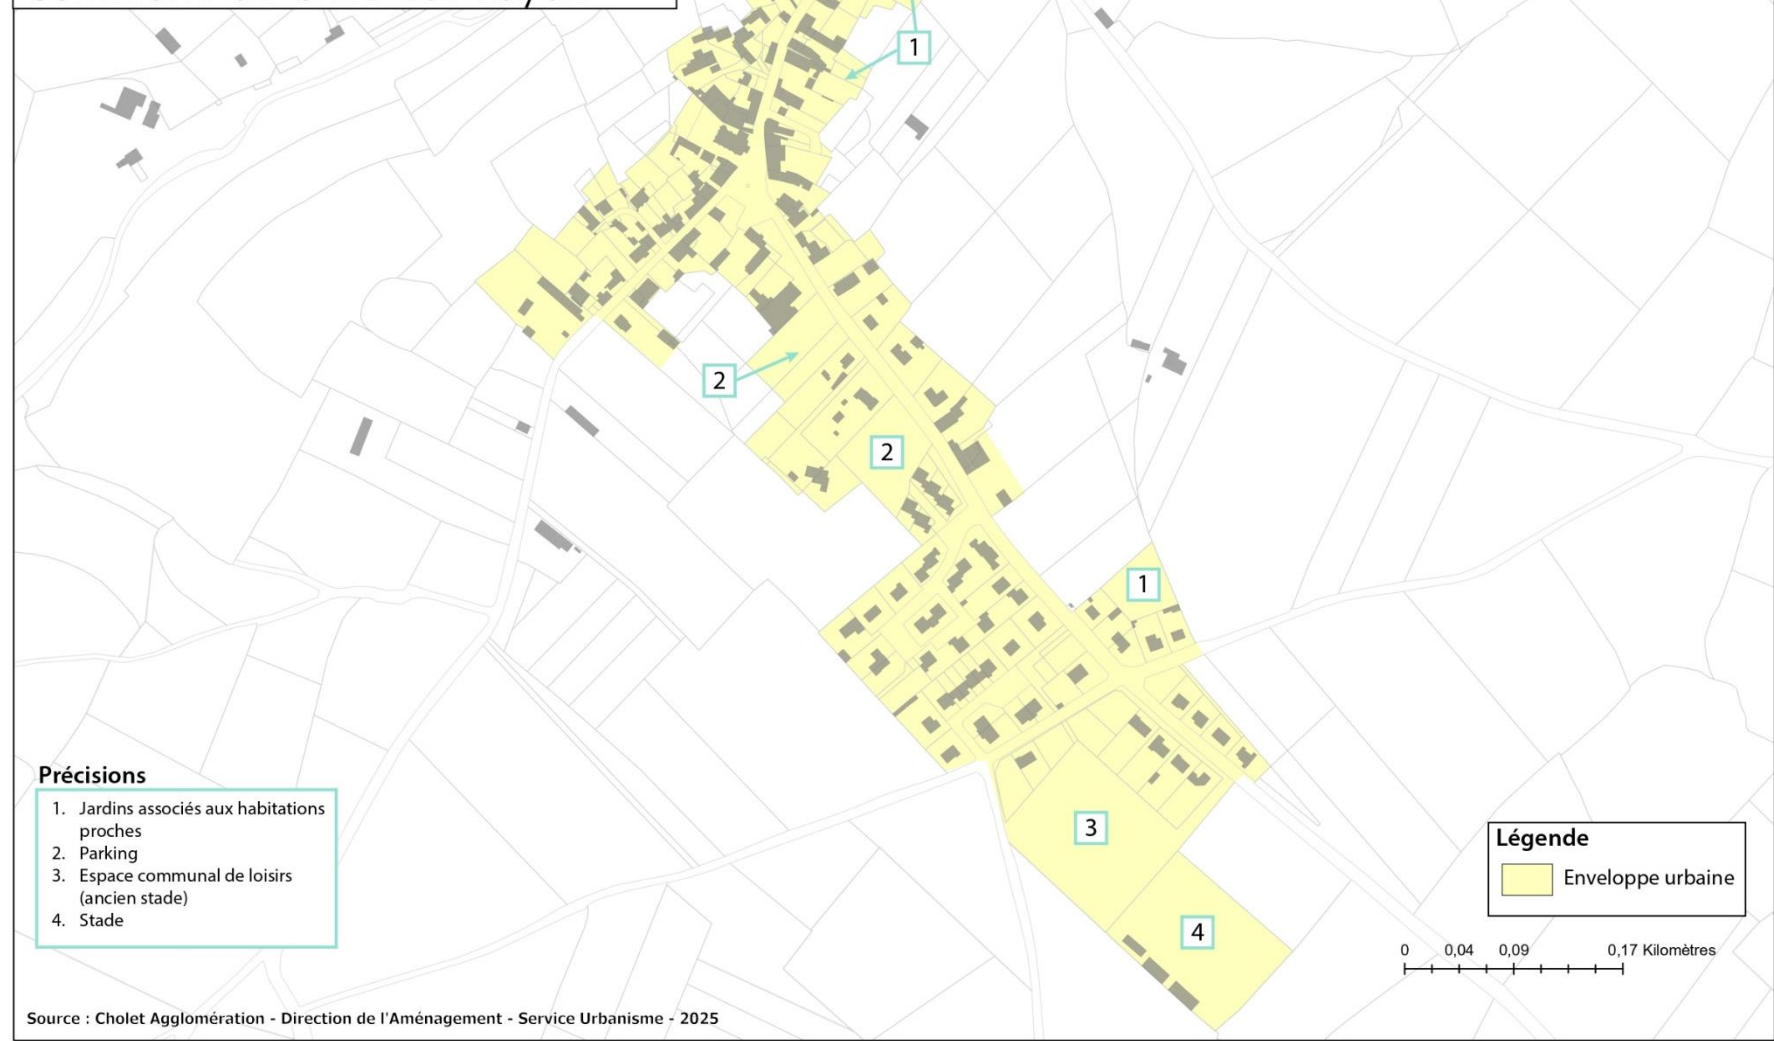 1
2
2
1
3
4
Précisions
1. Jardins associés aux habitations
proches
2. Parking
3. Espace communal de loisirs
(ancien stade)
4. Stade
Légende
Enveloppe urbaine
0 0,04 0,09 0,17 Kilomètres
Source : Cholet Agglomération - Direction de l'Aménagement - Service Urbanisme - 2025